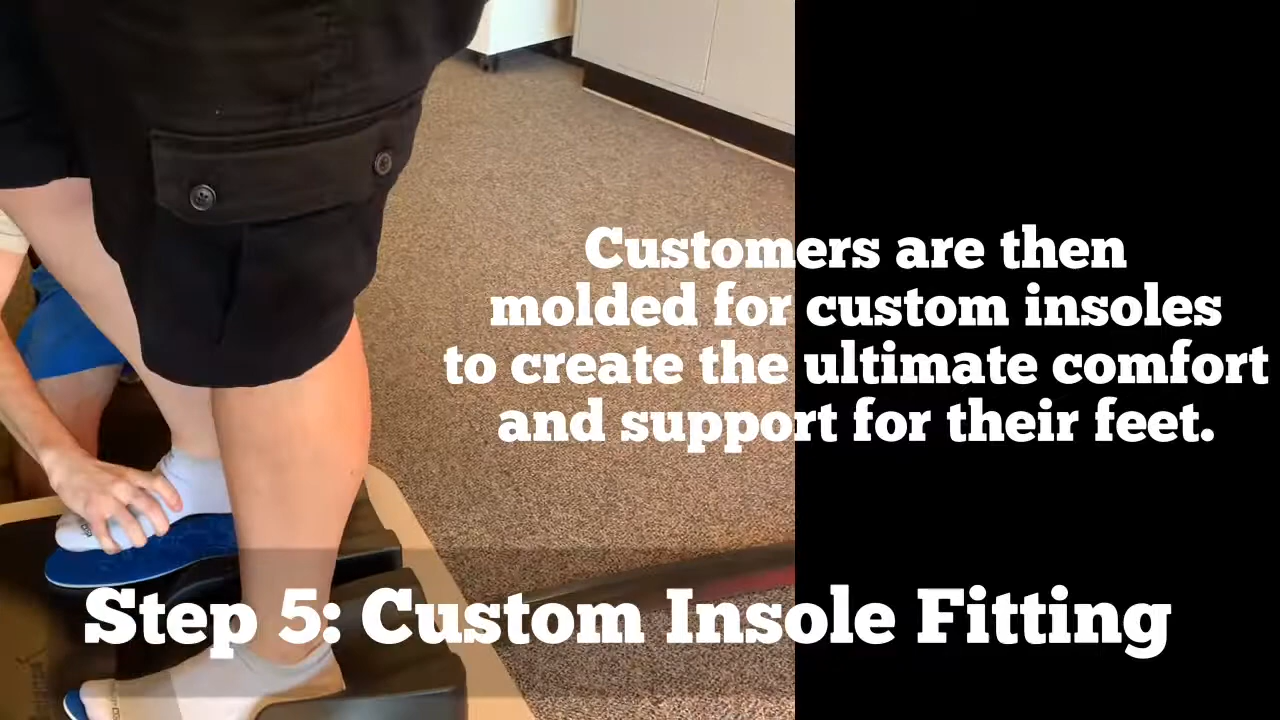 Customers are then
molded for custom insoles
to create the ultimate comfort
and support for their feet.
Step 5: Custom Insole Fitting